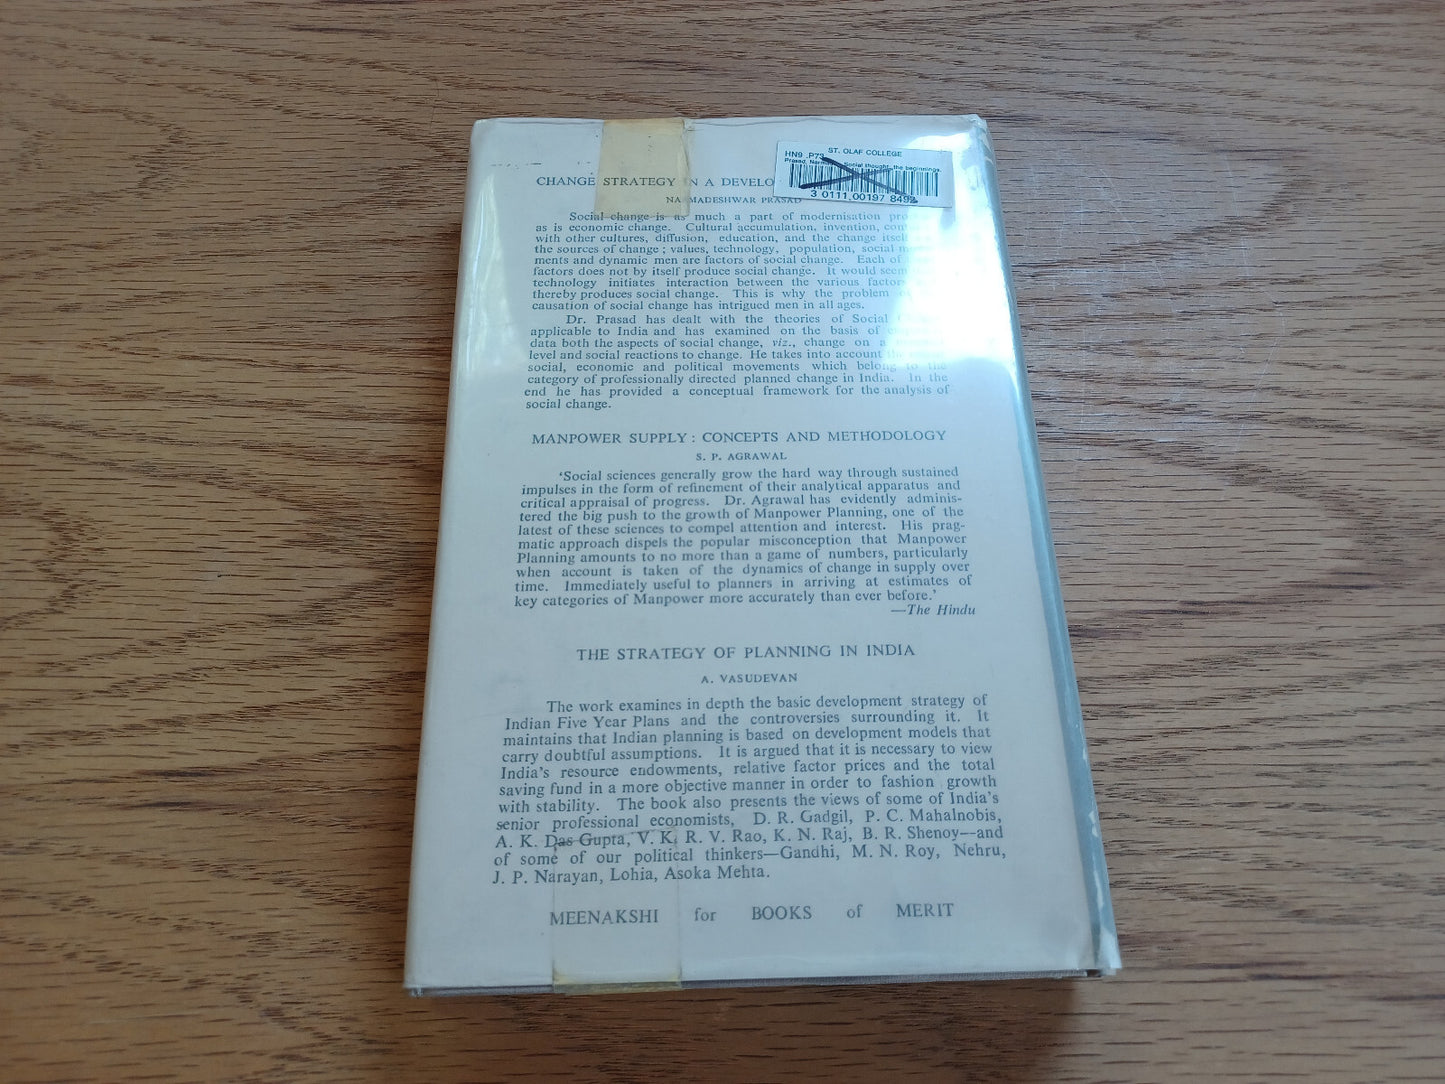 ST. OLAF COLLEGE
HN9 .P7
Prasad, Social thought, the beginnings.
3 0111 00197 8492
CHANGE STRATEGY IN A DEVELO
NA MADESHWAR PRASAD
Social change is as much a part of modernisation
as is economic change. Cultural accumulation, invention,
with other cultures, diffusion, education, and the change itself
the sources of change ; values, technology, population, social
ments and dynamic men are factors of social change. Each of
factors does not by itself produce social change. It would seem
technology initiates interaction between the various factors
thereby produces social change. This is why the problem
causation of social change has intrigued men in all ages.
Dr. Prasad has dealt with the theories of Social
applicable to India and has examined on the basis of
data both the aspects of social change, viz., change on a
level and social reactions to change. He takes into account
social, economic and political movements which belong to the
category of professionally directed planned change in India. In the
end he has provided a conceptual framework for the analysis of
social change.
MANPOWER SUPPLY : CONCEPTS AND METHODOLOGY
S. P. AGRAWAL
‘Social sciences generally grow the hard way through sustained
impulses in the form of refinement of their analytical apparatus and
critical appraisal of progress. Dr. Agrawal has evidently adminis-
tered the big push to the growth of Manpower Planning, one of the
latest of these sciences to compel attention and interest. His prag-
matic approach dispels the popular misconception that Manpower
Planning amounts to no more than a game of numbers, particularly
when account is taken of the dynamics of change in supply over
time. Immediately useful to planners in arriving at estimates of
key categories of Manpower more accurately than ever before.’
—The Hindu
THE STRATEGY OF PLANNING IN INDIA
A. VASUDEVAN
The work examines in depth the basic development strategy of
Indian Five Year Plans and the controversies surrounding it. It
maintains that Indian planning is based on development models that
carry doubtful assumptions. It is argued that it is necessary to view
India’s resource endowments, relative factor prices and the total
saving fund in a more objective manner in order to fashion growth
with stability. The book also presents the views of some of India’s
senior professional economists, D. R. Gadgil, P. C. Mahalnobis,
A. K. Das Gupta, V. K. R. V. Rao, K. N. Raj, B. R. Shenoy—and
of some of our political thinkers—Gandhi, M. N. Roy, Nehru,
J. P. Narayan, Lohia, Asoka Mehta.
MEENAKSHI for BOOKS of MERIT